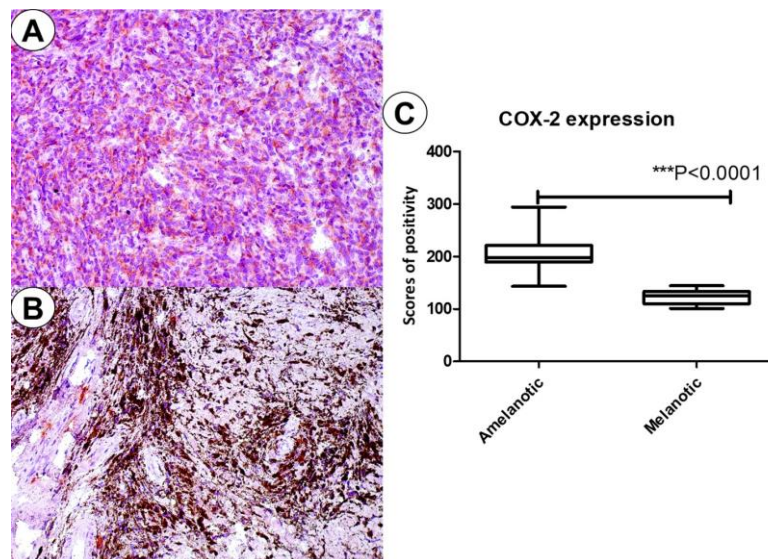 A
B
C
COX-2 expression
***P<0.0001
Scores of positivity
400
300
200
100
0
Amelanotic
Melanotic